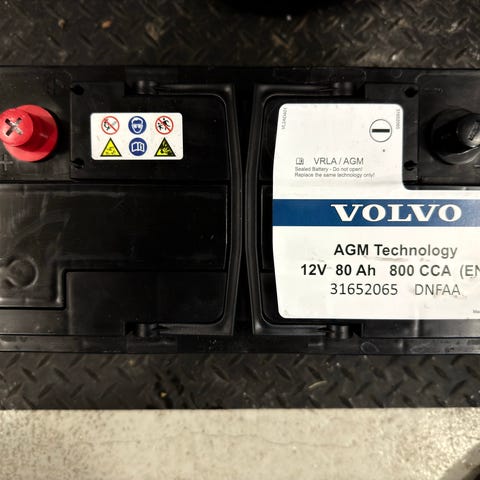 VRLA / AGM
Sealed Battery - Do not open!
Replace the same technology only!
VOLVO
AGM Technology
12V 80 Ah 800 CCA (EN
31652065 DNFAA